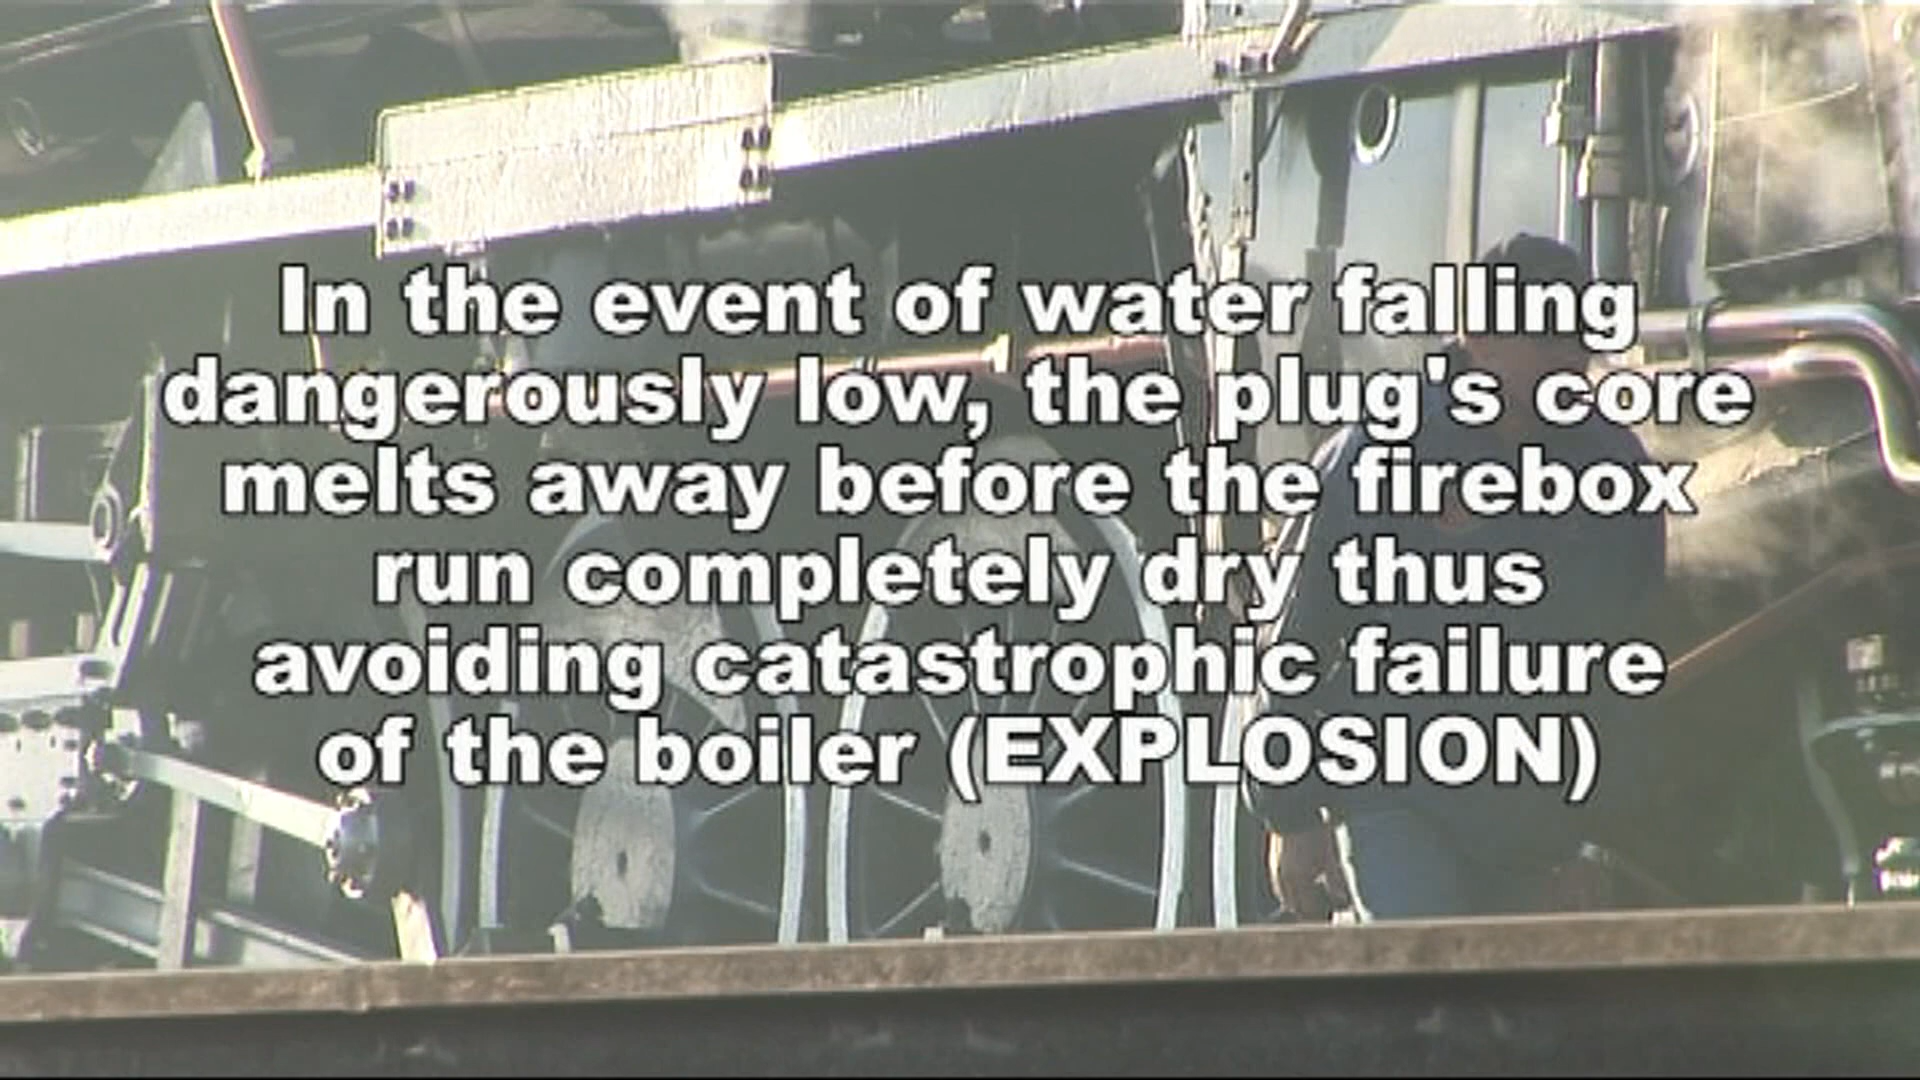 In the event of water falling
dangerously low, the plug's core
melts away before the firebox
run completely dry thus
avoiding catastrophic failure
of the boiler (EXPLOSION)